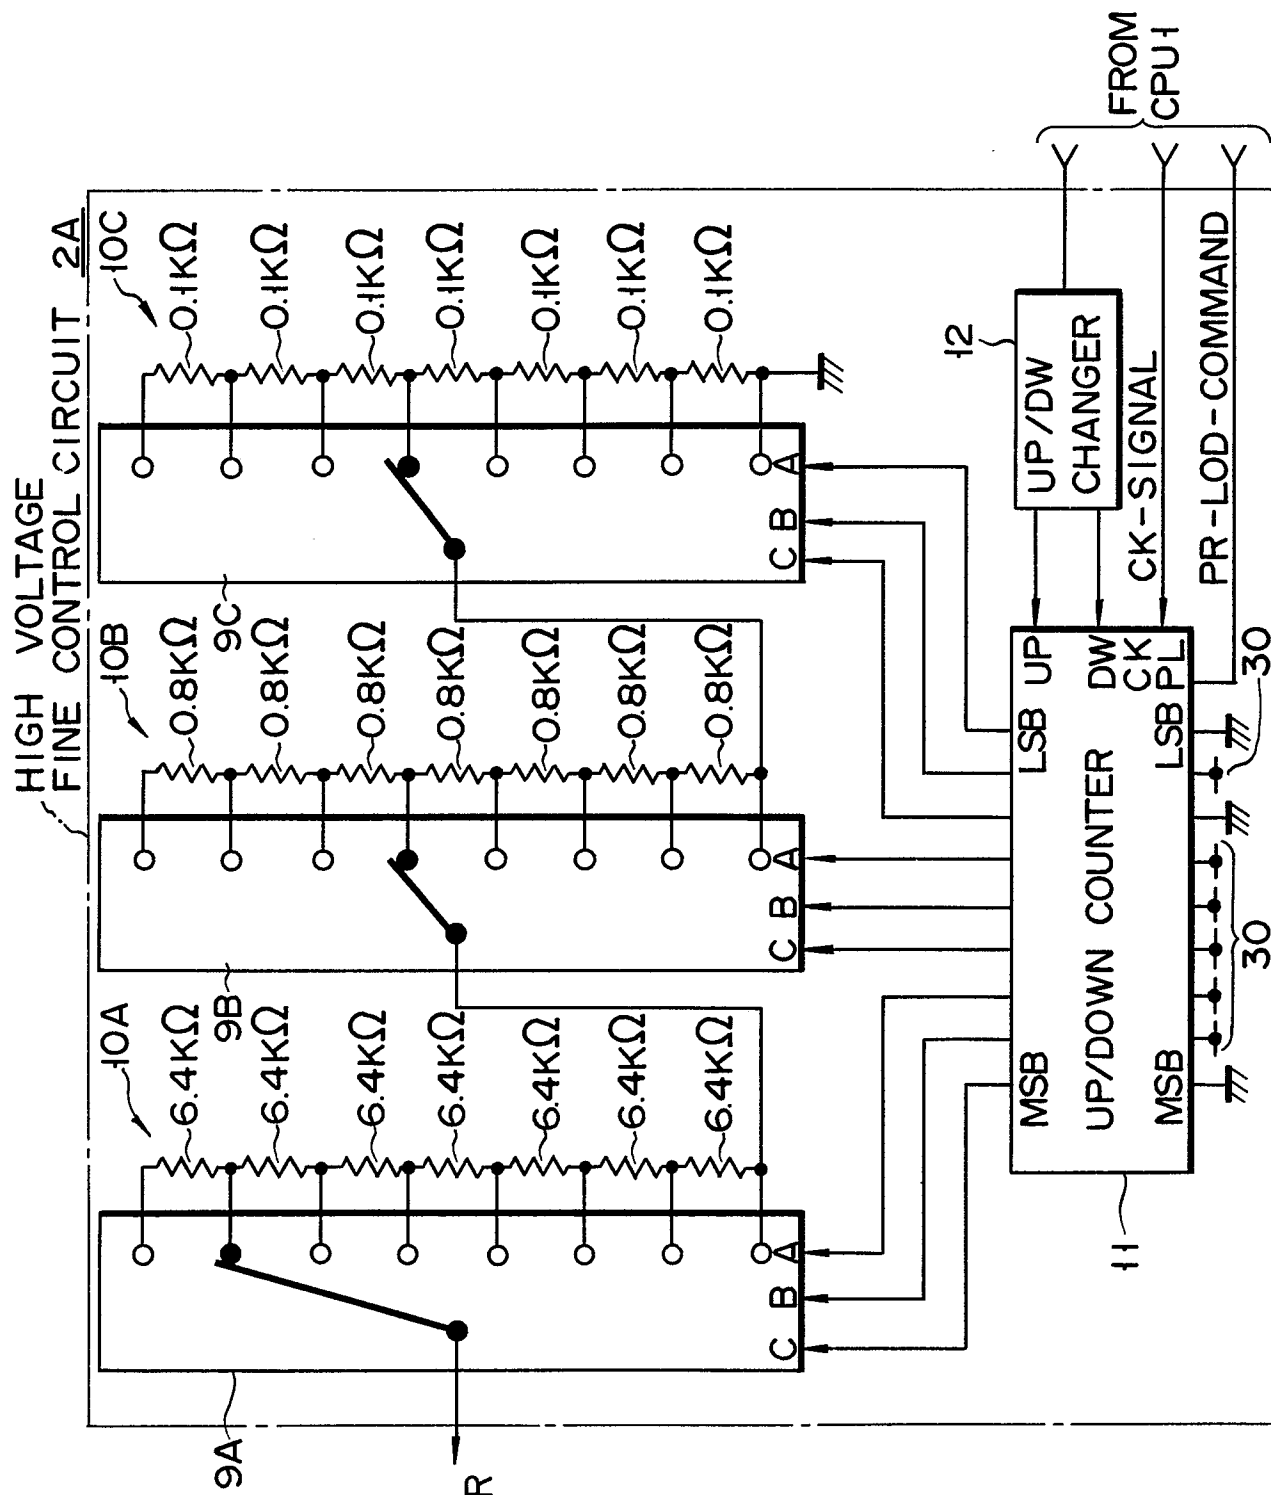 HIGH VOLTAGE
FINE CONTROL CIRCUIT 2A
10A
6.4KΩ
6.4KΩ
6.4KΩ
6.4KΩ
6.4KΩ
6.4KΩ
6.4KΩ
10B
0.8KΩ
0.8KΩ
0.8KΩ
0.8KΩ
0.8KΩ
0.8KΩ
0.8KΩ
10C
0.1KΩ
0.1KΩ
0.1KΩ
0.1KΩ
0.1KΩ
0.1KΩ
0.1KΩ
9A
9B
9C
R
C B A
C B A
C B A
MSB
LSB
UP
DW
CK
PL
UP/DOWN COUNTER
MSB
LSB
11
30
30
12
UP/DW
CHANGER
CK-SIGNAL
PR-LOD-COMMAND
FROM
CPU1